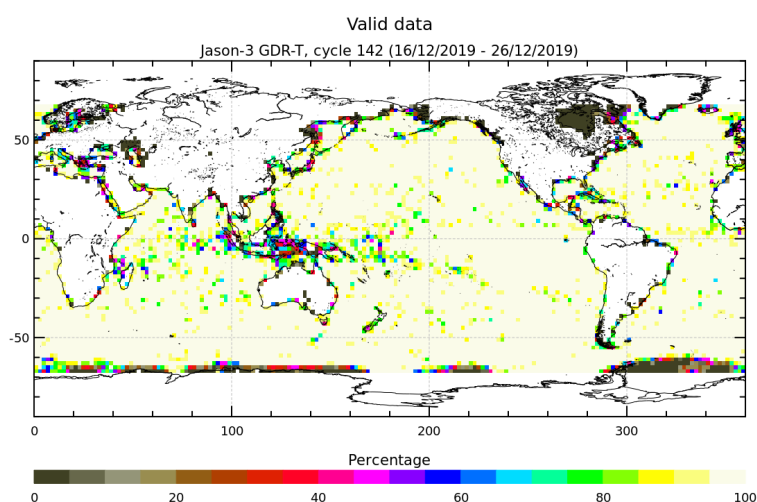 Valid data
Jason-3 GDR-T, cycle 142 (16/12/2019 - 26/12/2019)
50
0
-50
0 100 200 300
Percentage
0 20 40 60 80 100